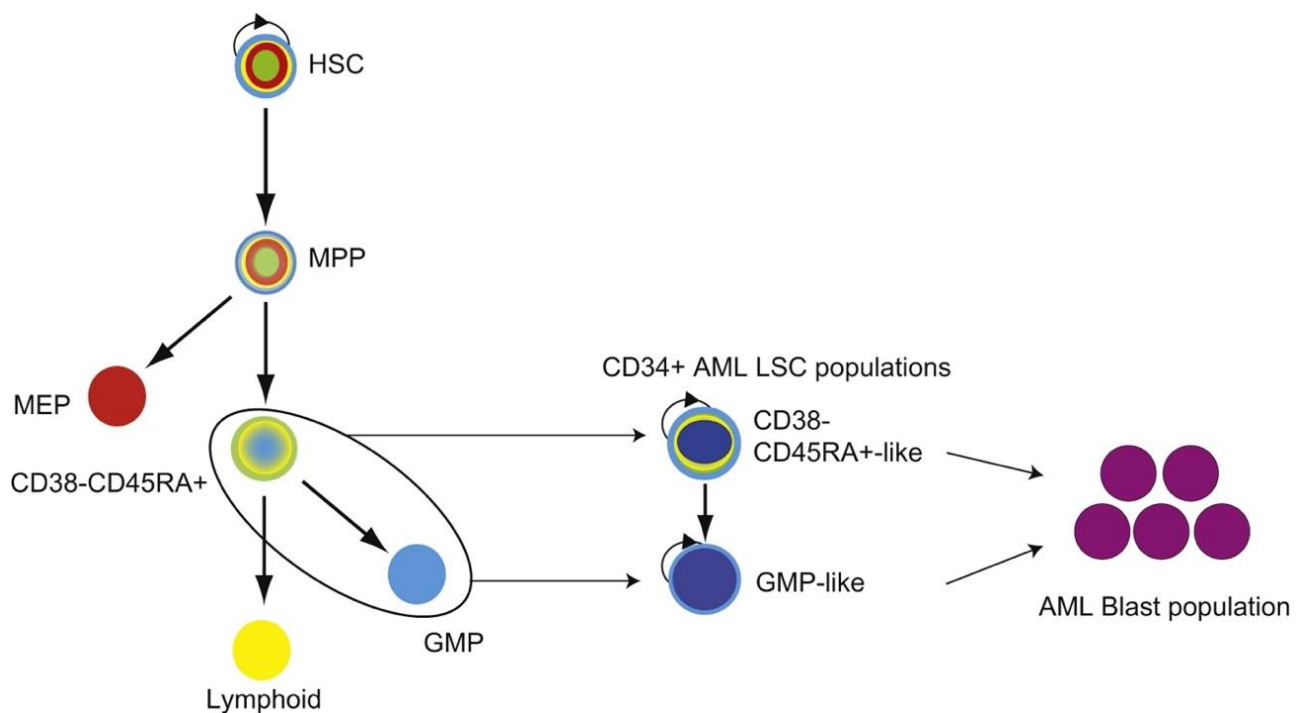 HSC
MPP
MEP
CD38-CD45RA+
GMP
Lymphoid
CD34+ AML LSC populations
CD38-
CD45RA+-like
GMP-like
AML Blast population